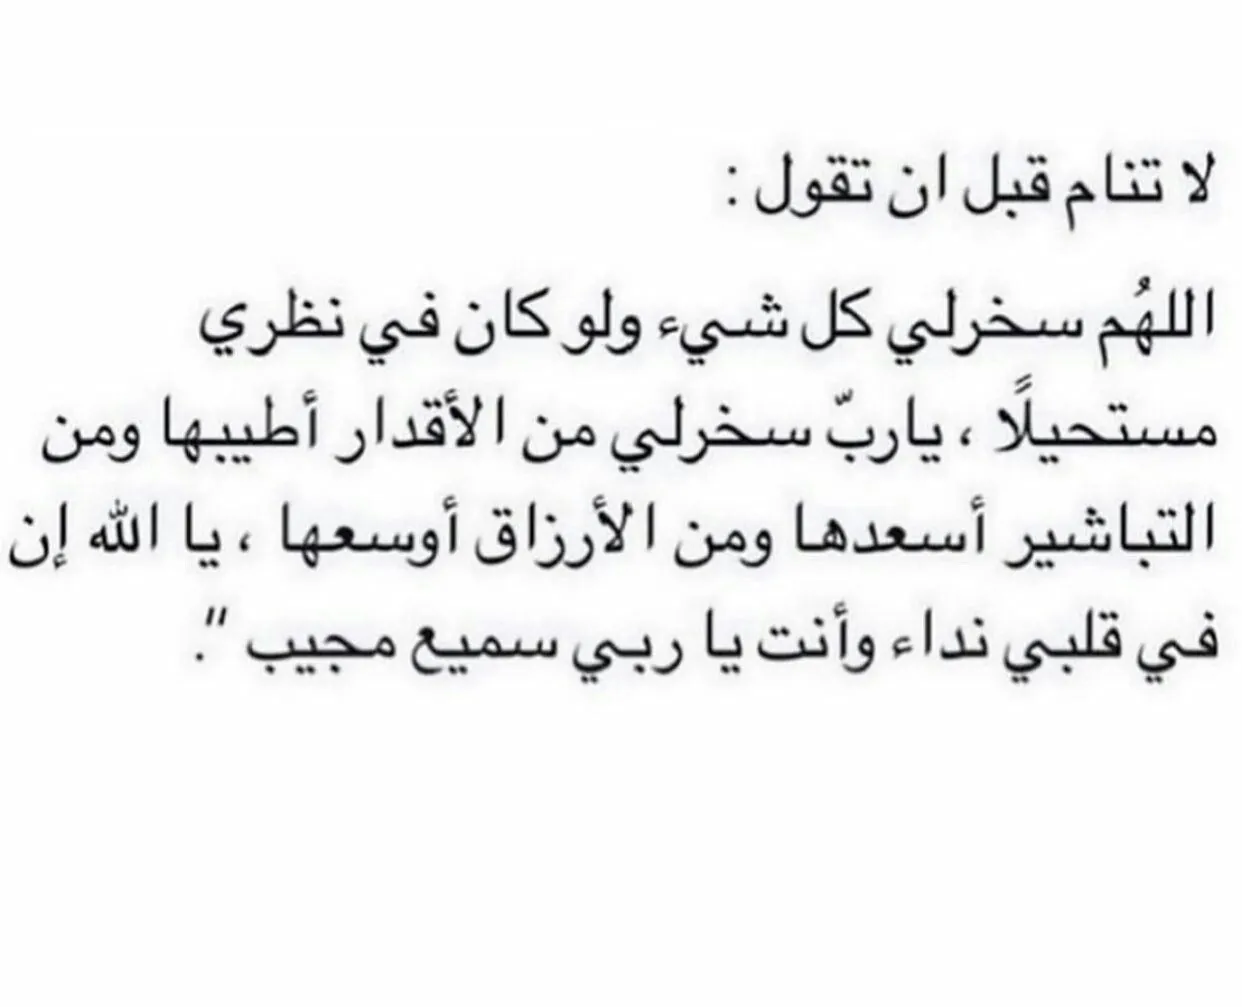 لا تنام قبل ان تقول :
اللهُم سخرلي كل شيء ولو كان في نظري
مستحيلًا ، ياربّ سخرلي من الأقدار أطيبها ومن
التباشير أسعدها ومن الأرزاق أوسعها ، يا الله إن
في قلبي نداء وأنت يا ربي سميع مجيب ".